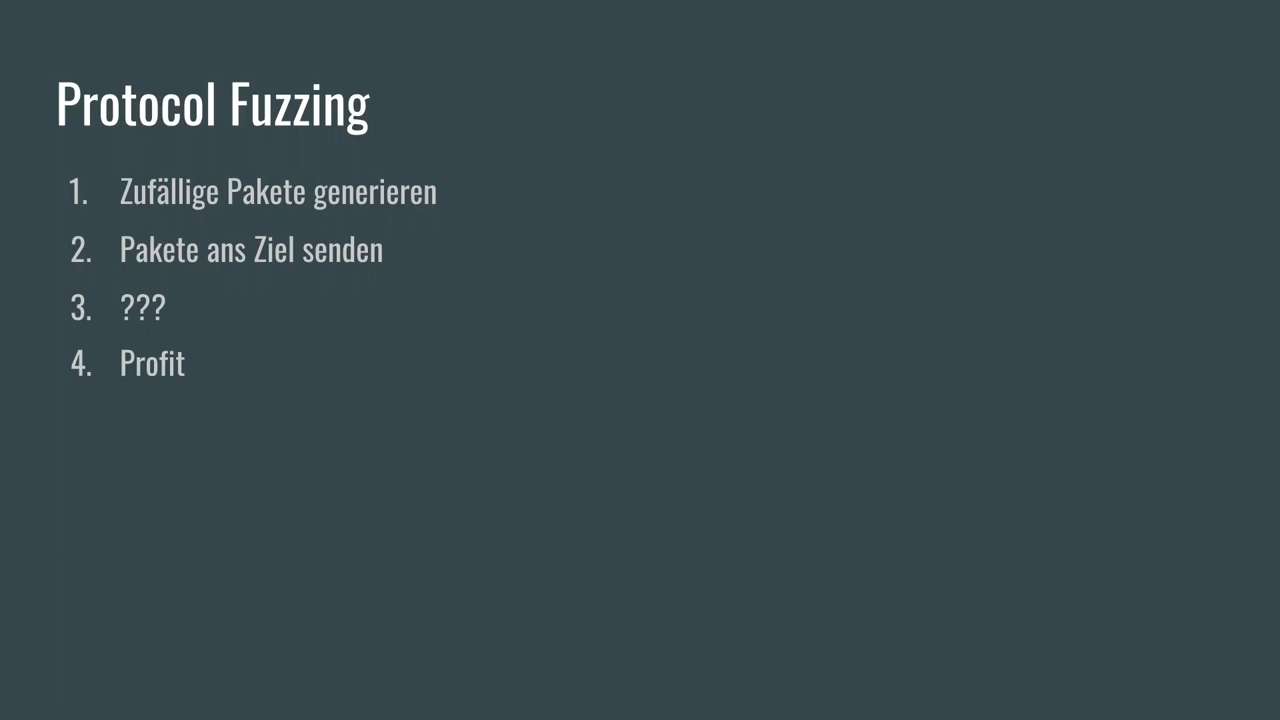 Protocol Fuzzing
1. Zufällige Pakete generieren
2. Pakete ans Ziel senden
3. ???
4. Profit